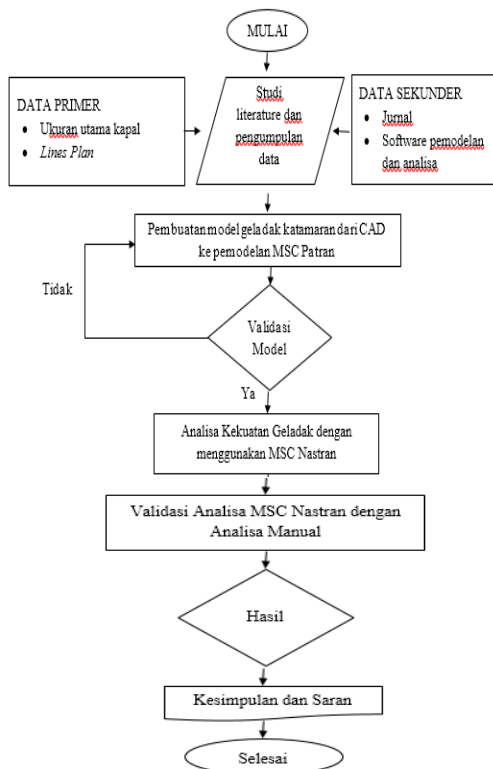 MULAI
DATA PRIMER
• Ukuran utama kapal
• Lines Plan
Studi
literature dan
pengumpulan
data
DATA SEKUNDER
• Jurnal
• Software pemodelan
dan analisa
Pembuatan model geladak katamaran dari CAD
ke pemodelan MSC Patran
Tidak
Validasi
Model
Ya
Analisa Kekuatan Geladak dengan
menggunakan MSC Nastran
Validasi Analisa MSC Nastran dengan
Analisa Manual
Hasil
Kesimpulan dan Saran
Selesai